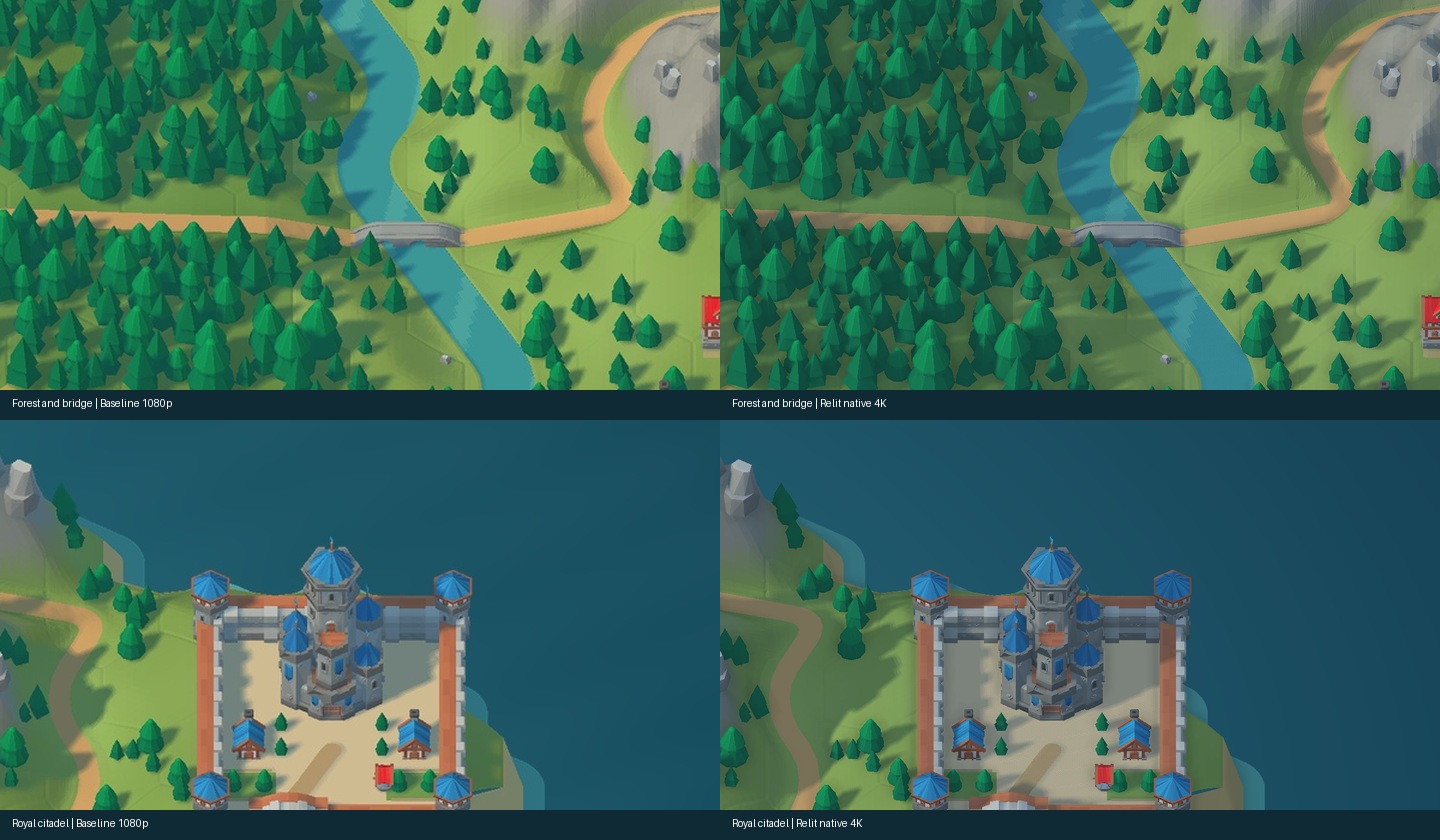 Forest and bridge | Baseline 1080p
Forest and bridge | Relit native 4K
Royal citadel | Baseline 1080p
Royal citadel | Relit native 4K